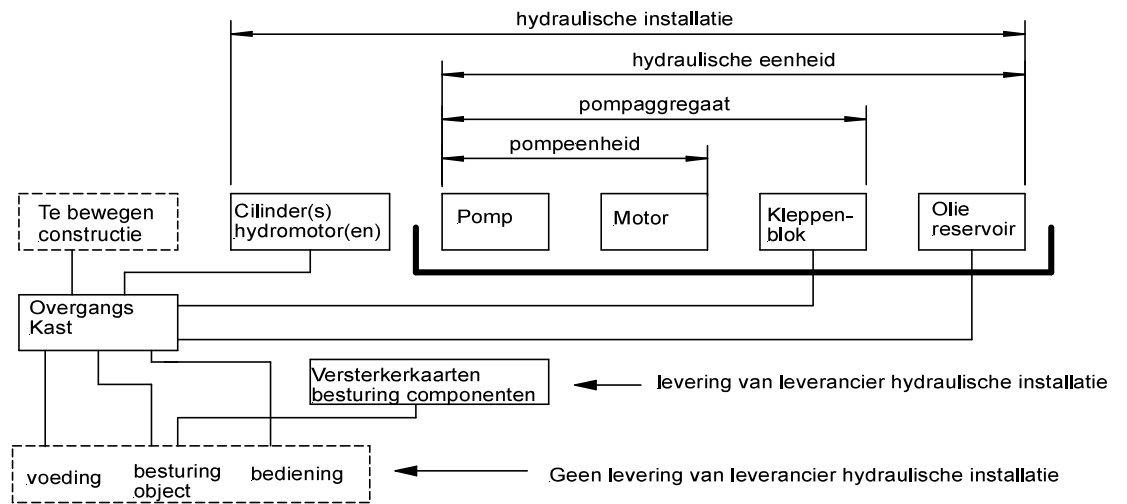 hydraulische installatie
hydraulische eenheid
pompaggregaat
pompeenheid
Te bewegen
constructie
Cilinder(s)
hydromotor(en)
Pomp
Motor
Kleppen-
blok
Olie
reservoir
Overgangs
Kast
Versterkerkaarten
besturing componenten
levering van leverancier hydraulische installatie
voeding
besturing
object
bediening
Geen levering van leverancier hydraulische installatie